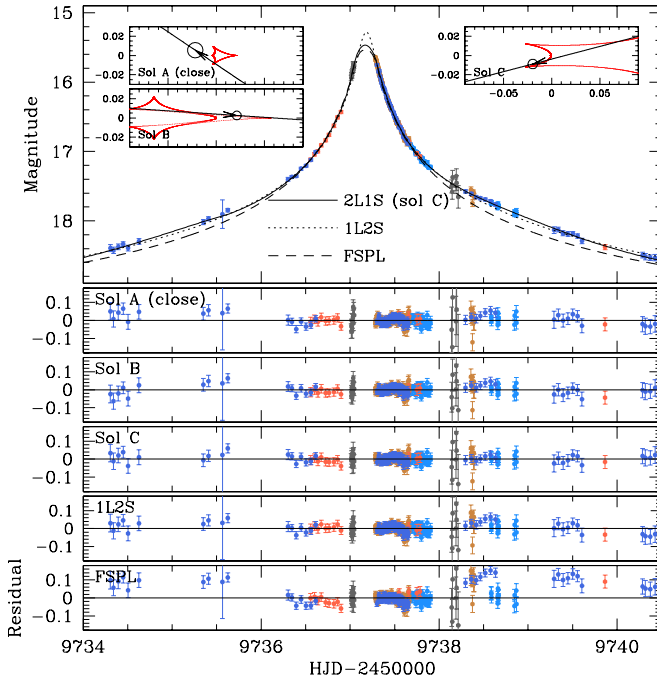 15
16
17
18
Magnitude
0.02
0
−0.02
Sol A (close)
0.02
0
−0.02
Sol B
0.02
0
−0.02
Sol C
−0.05
0
0.05
2L1S (sol C)
1L2S
FSPL
0.1
0
−0.1
Sol A (close)
0.1
0
−0.1
Sol B
0.1
0
−0.1
Sol C
0.1
0
−0.1
1L2S
0.1
0
−0.1
FSPL
Residual
9734
9736
9738
9740
HJD−2450000